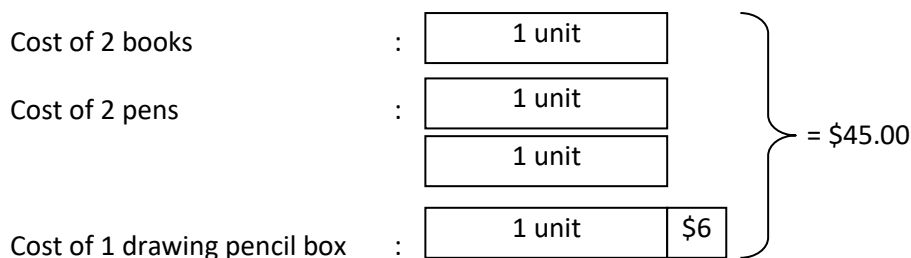 Cost of 2 books : 1 unit
Cost of 2 pens : 1 unit
1 unit
= $45.00
Cost of 1 drawing pencil box : 1 unit $6